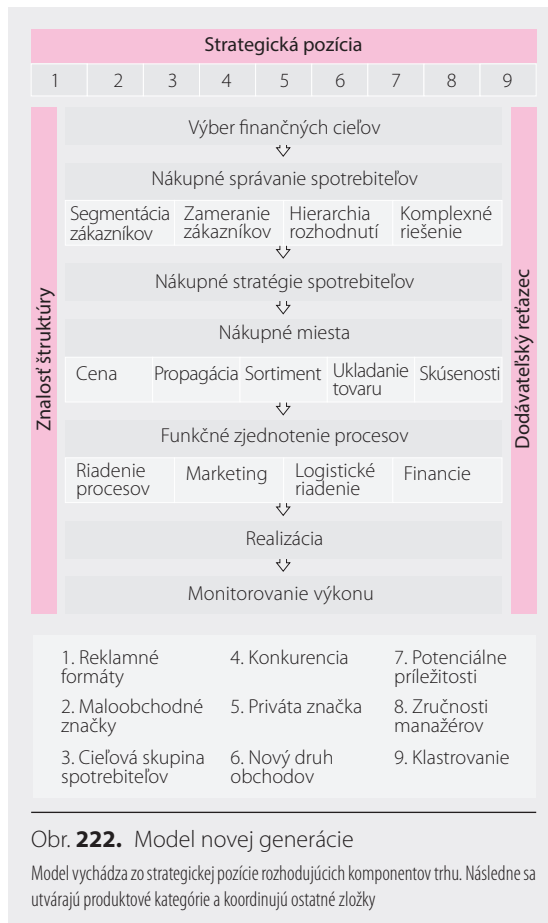 Strategická pozícia
1 2 3 4 5 6 7 8 9
Znalosť štruktúry
Výber finančných cieľov
Nákupné správanie spotrebiteľov
Segmentácia zákazníkov
Zameranie zákazníkov
Hierarchia rozhodnutí
Komplexné riešenie
Nákupné stratégie spotrebiteľov
Nákupné miesta
Cena
Propagácia
Sortiment
Ukladanie tovaru
Skúsenosti
Funkčné zjednotenie procesov
Riadenie procesov
Marketing
Logistické riadenie
Financie
Realizácia
Monitorovanie výkonu
Dodávateľský reťazec
1. Reklamné
formáty
2. Maloobchodné
značky
3. Cieľová skupina
spotrebiteľov
4. Konkurencia
5. Priváta značka
6. Nový druh
obchodov
7. Potenciálne
príležitosti
8. Zručnosti
manažérov
9. Klastrovanie
Obr. 222. Model novej generácie
Model vychádza zo strategickej pozície rozhodujúcich komponentov trhu. Následne sa
utvárajú produktové kategórie a koordinujú ostatné zložky